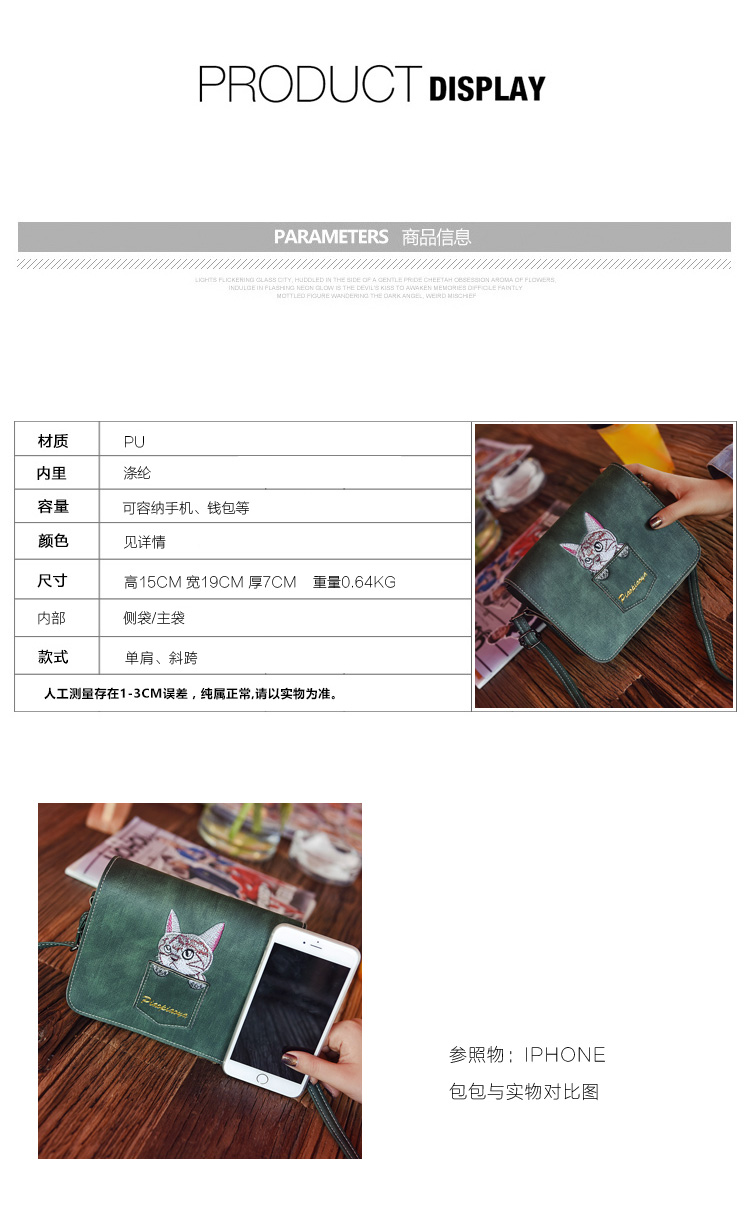 PRODUCT DISPLAY
PARAMETERS 商品信息
LIGHTS FLICKERING GLASS CITY, HUDDLED IN THE SIDE OF A GENTLE PRIDE CHEETAH OBSESSION AROMA OF FLOWERS,
INDULGE IN FLASHING NEON GLOW IS THE DEVIL'S KISS TO AWAKEN MEMORIES DIFFICILE FAINTLY
MOTTLED FIGURE WANDERING THE DARK ANGEL, WEIRD MISCHIEF
材质 PU
内里 涤纶
容量 可容纳手机、钱包等
颜色 见详情
尺寸 高15CM 宽19CM 厚7CM 重量0.64KG
内部 侧袋/主袋
款式 单肩、斜跨
人工测量存在1-3CM误差，纯属正常,请以实物为准。
参照物：IPHONE
包包与实物对比图